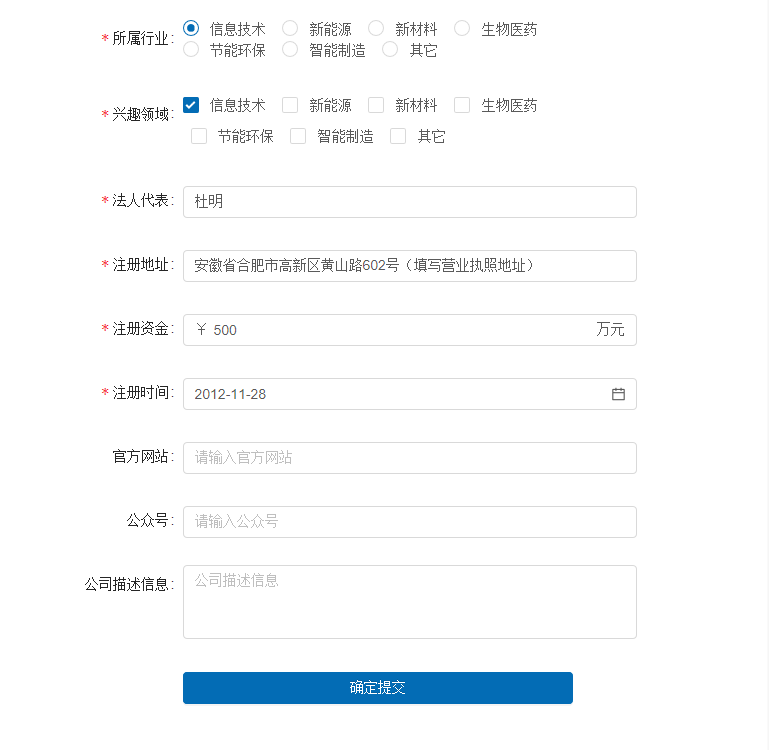 * 所属行业: 信息技术 新能源 新材料 生物医药
节能环保 智能制造 其它
* 兴趣领域: 信息技术 新能源 新材料 生物医药
节能环保 智能制造 其它
* 法人代表: 杜明
* 注册地址: 安徽省合肥市高新区黄山路602号（填写营业执照地址）
* 注册资金: ￥ 500 万元
* 注册时间: 2012-11-28
官方网站: 请输入官方网站
公众号: 请输入公众号
公司描述信息: 公司描述信息
确定提交